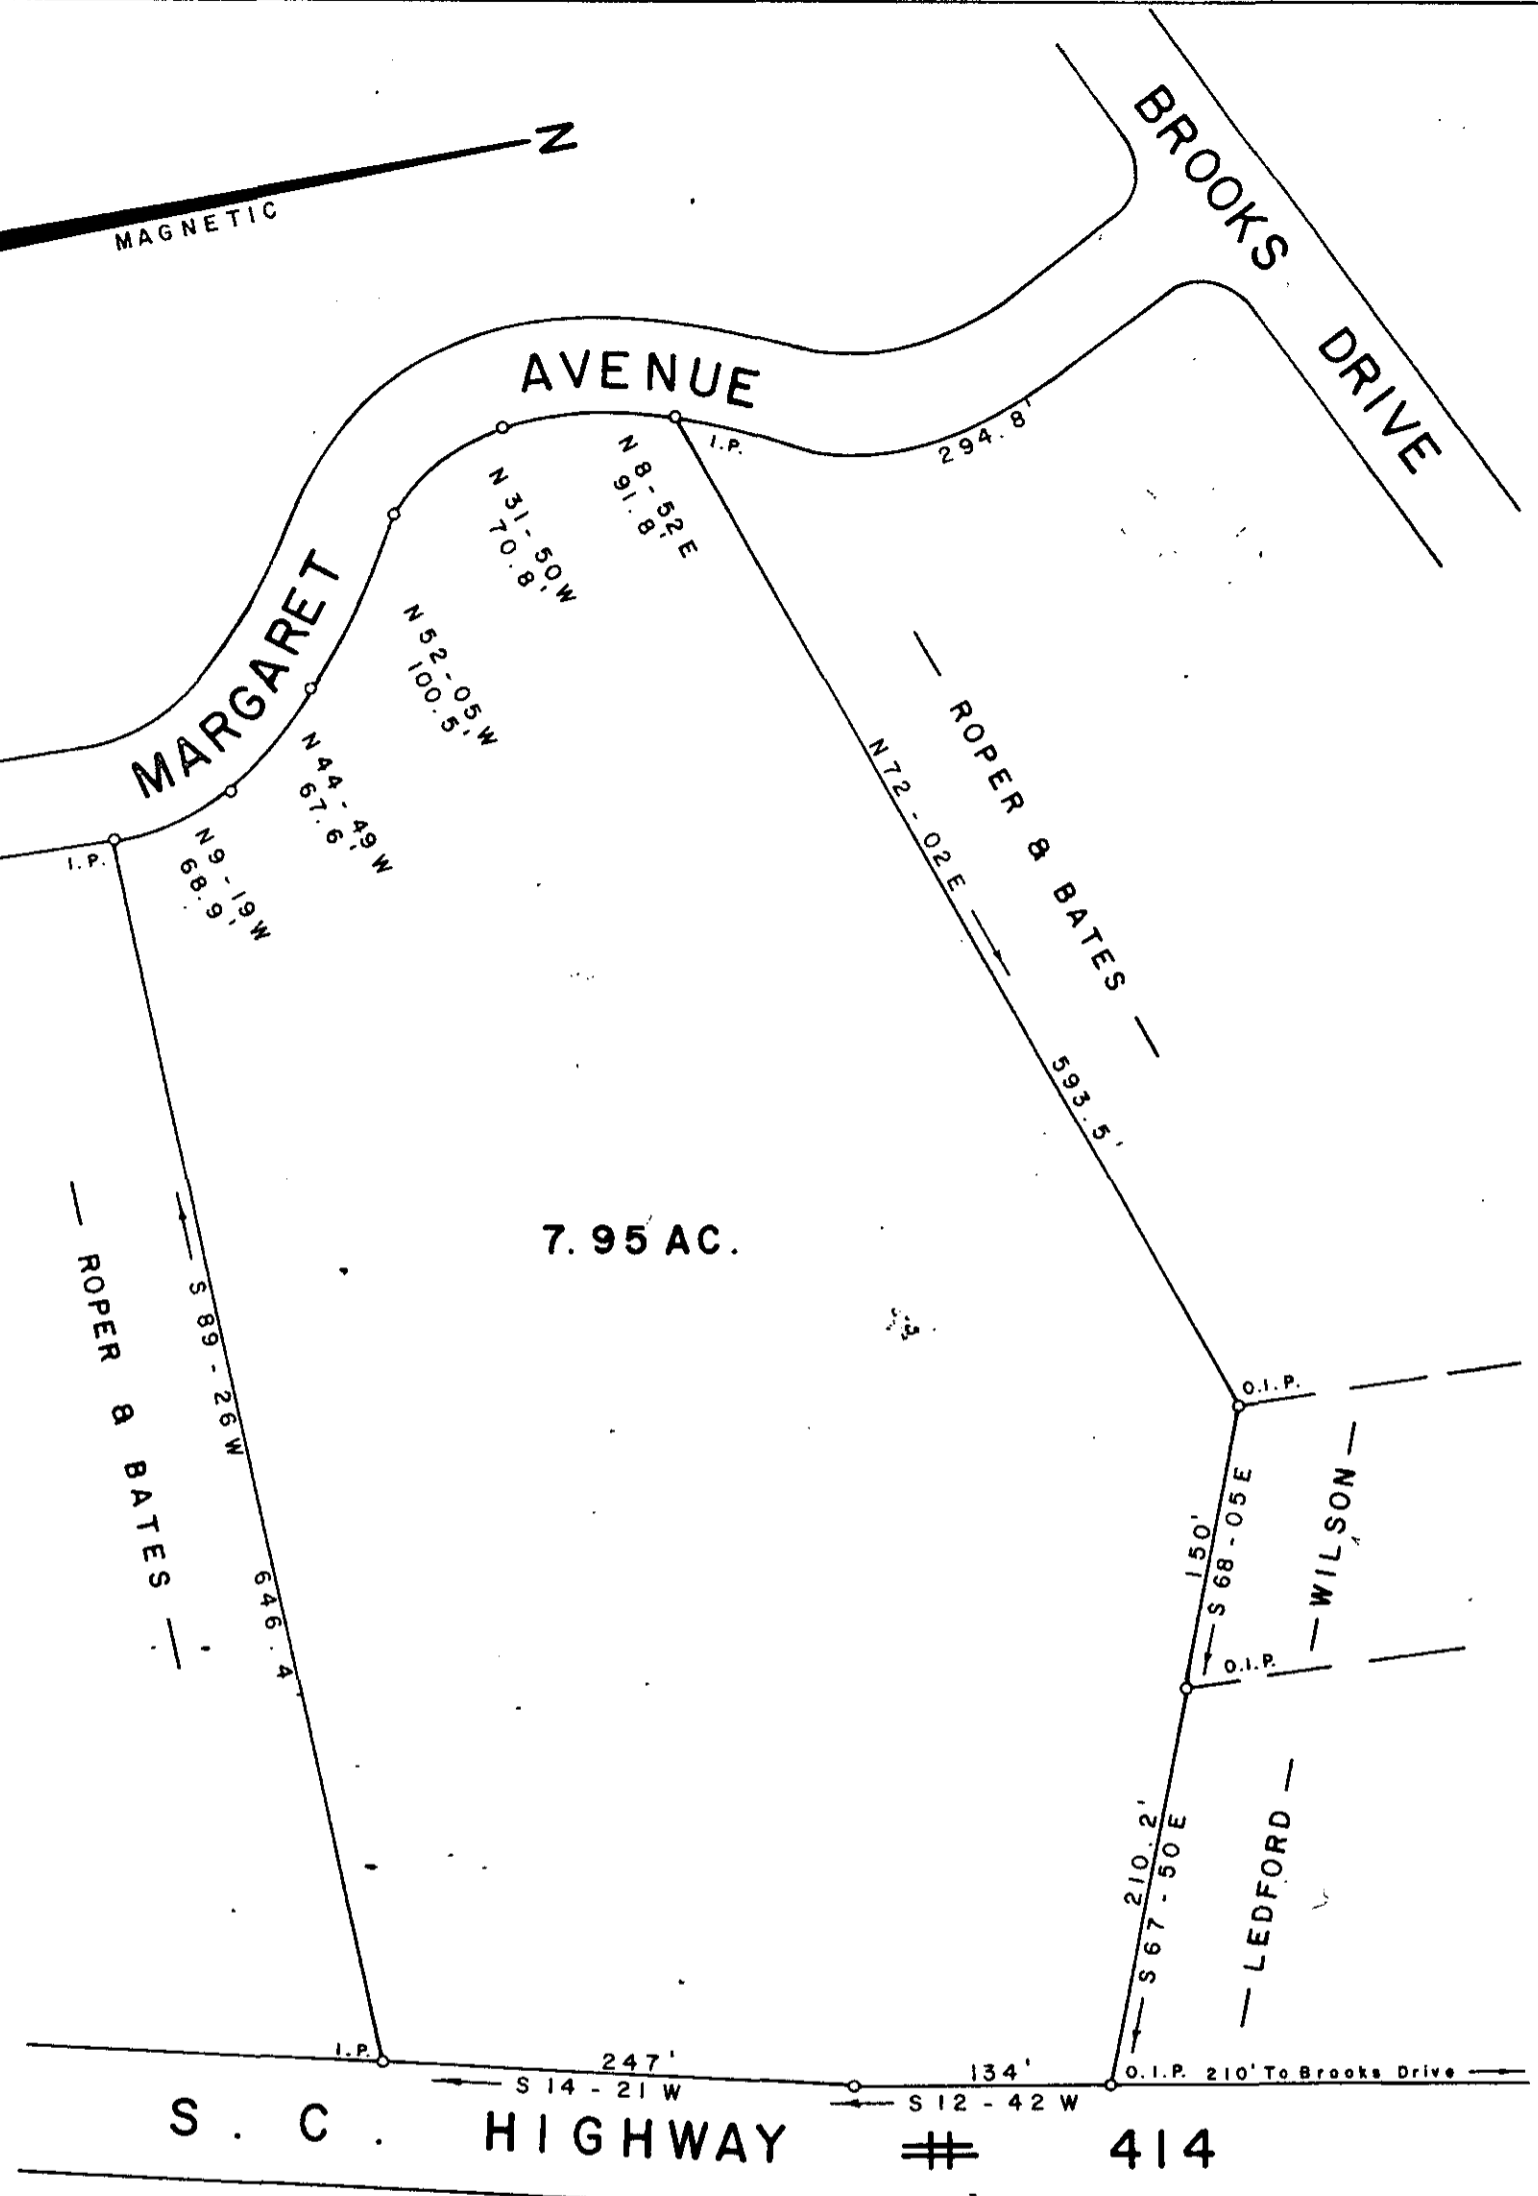 N
MAGNETIC
BROOKS DRIVE
MARGARET AVENUE
I.P.
294.8'
N 8-52 E
91.8'
N 31-50 W
70.8'
N 52-05 W
100.5'
N 44-49 W
67.6'
N 9-19 W
68.9'
I.P.
— ROPER & BATES —
N 72-02 E
593.5'
7.95 AC.
— ROPER & BATES —
S 89-26 W
646.4'
O.I.P.
150'
S 68-05 E
— WILSON —
O.I.P.
210.2'
S 67-50 E
— LEDFORD —
I.P.
247'
S 14-21 W
134'
S 12-42 W
O.I.P. 210' To Brooks Drive
S. C. HIGHWAY # 414